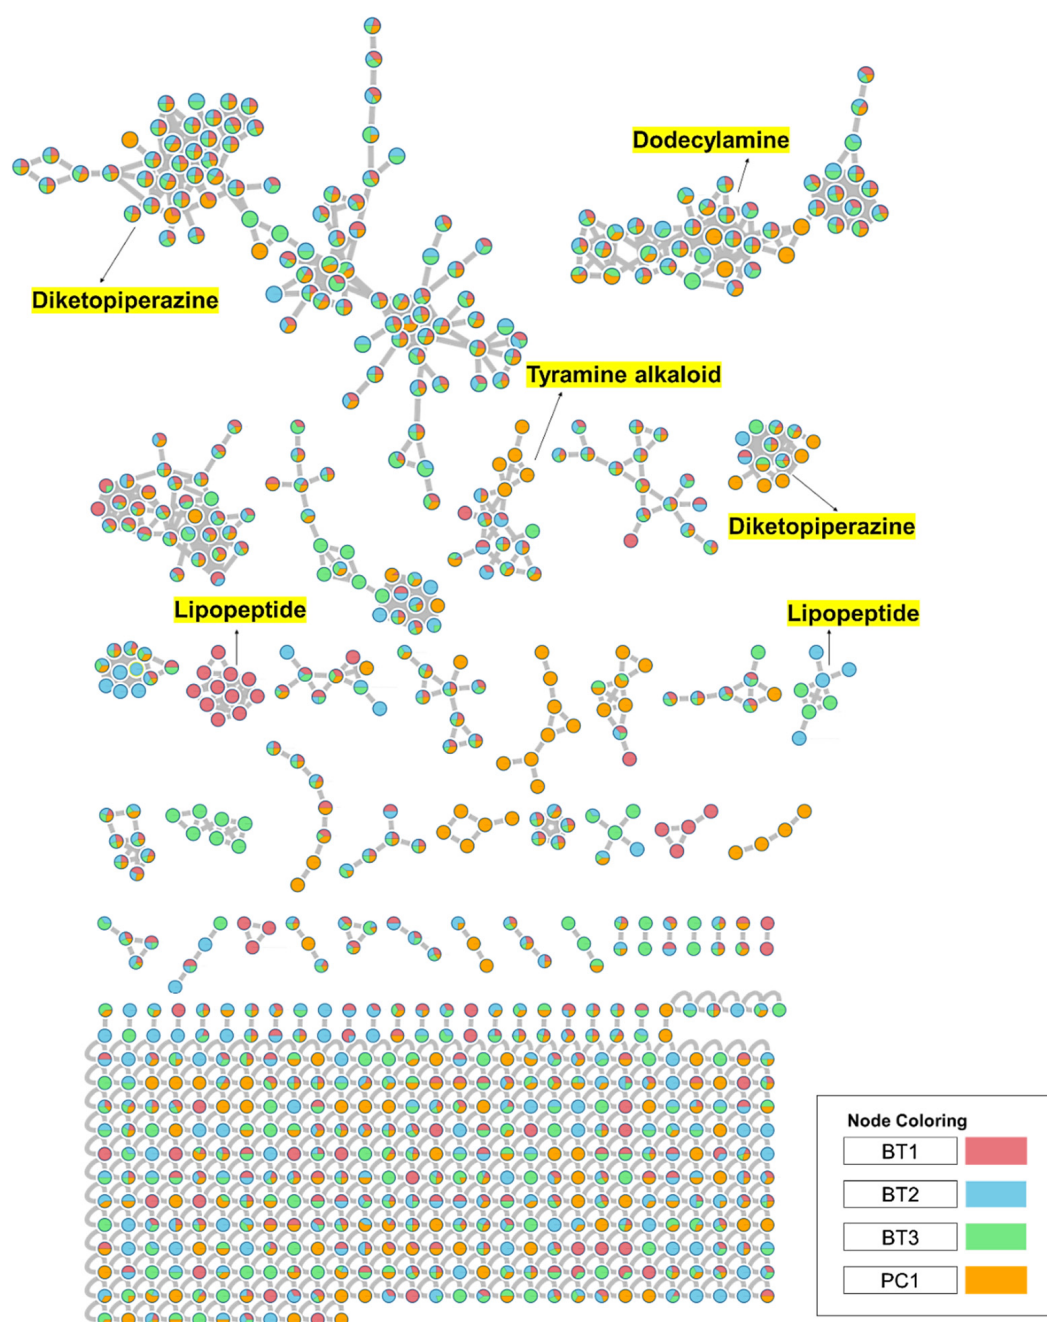 Dodecylamine
Diketopiperazine
Tyramine alkaloid
Diketopiperazine
Lipopeptide
Lipopeptide
Node Coloring
BT1
BT2
BT3
PC1